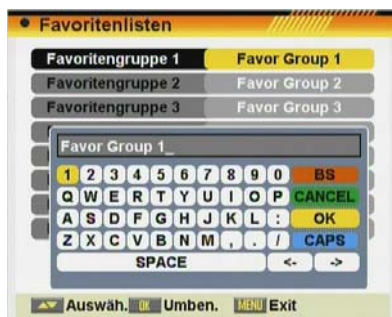 Favoritenlisten
Favoritengruppe 1 Favor Group 1
Favoritengruppe 2 Favor Group 2
Favoritengruppe 3 Favor Group 3
Favor Group 1_
1 2 3 4 5 6 7 8 9 0 BS
Q W E R T Y U I O P CANCEL
A S D F G H J K L : OK
Z X C V B N M , . / CAPS
SPACE <- ->
Auswäh. OK Umben. MENU Exit